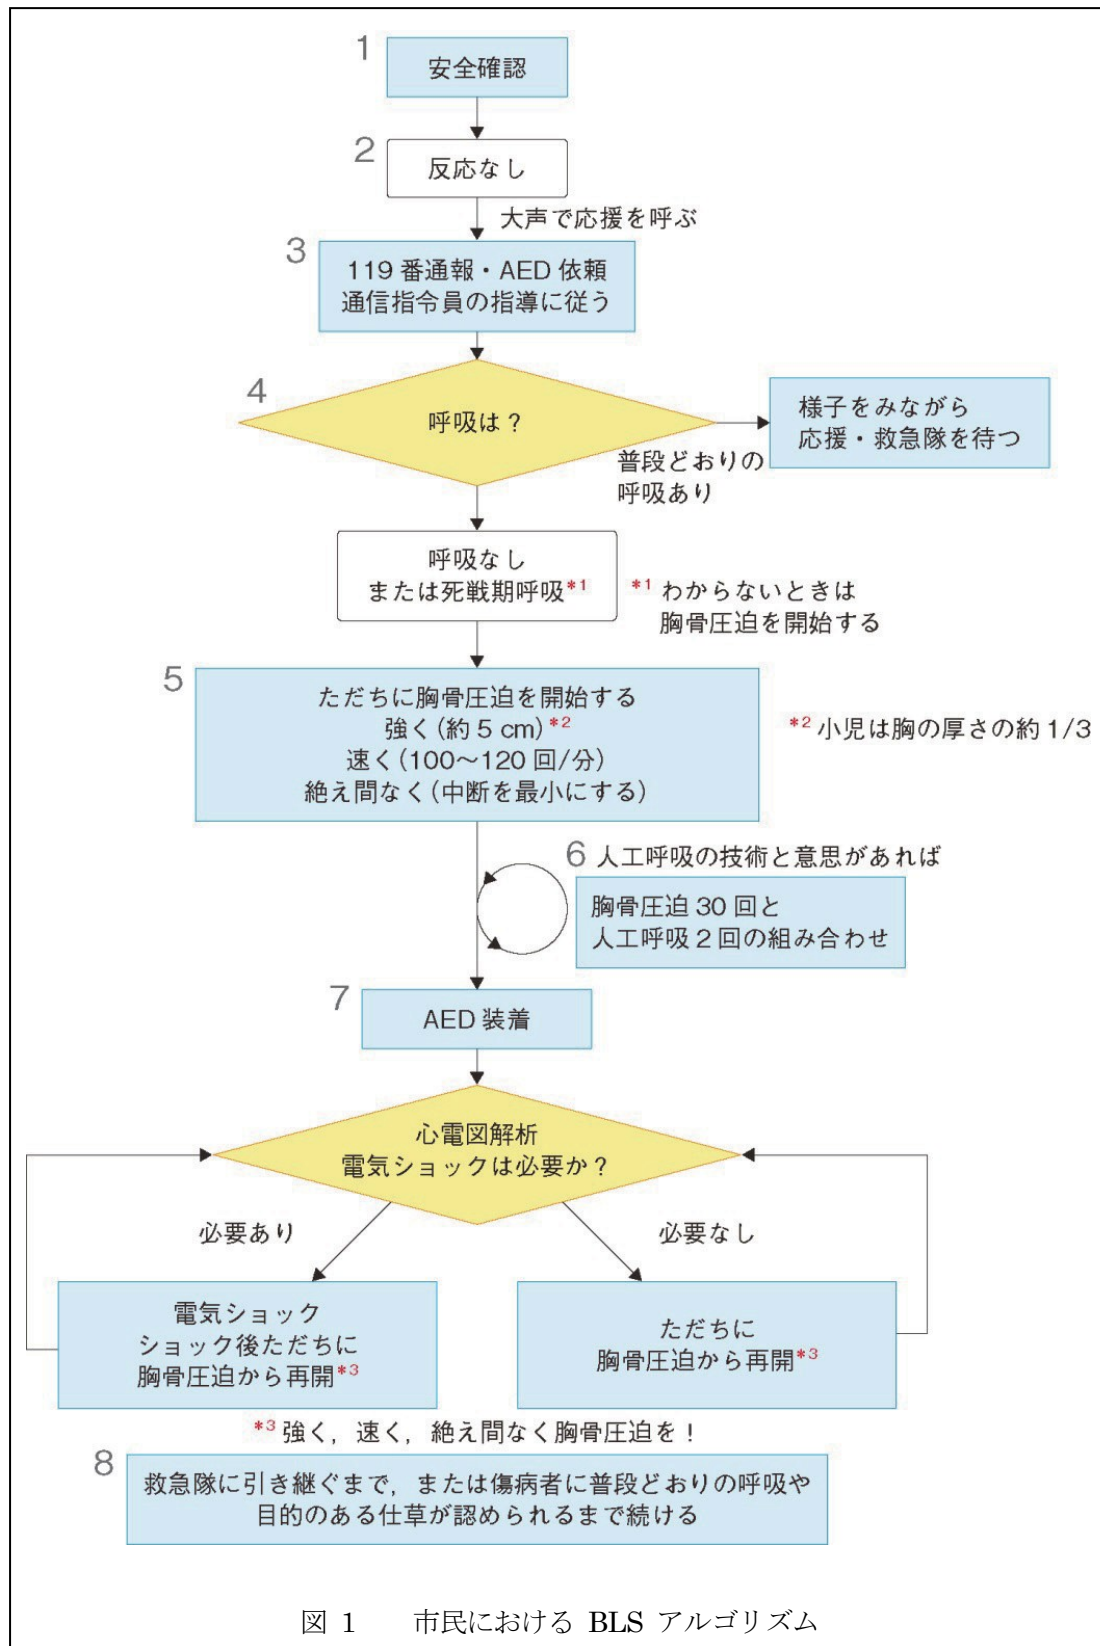 1
安全確認
2
反応なし
大声で応援を呼ぶ
3
119 番通報・AED 依頼
通信指令員の指導に従う
4
呼吸は？
様子をみながら
応援・救急隊を待つ
普段どおりの
呼吸あり
呼吸なし
または死戦期呼吸*1
*1 わからないときは
胸骨圧迫を開始する
5
ただちに胸骨圧迫を開始する
強く（約 5 cm）*2
速く（100～120 回/分）
絶え間なく（中断を最小にする）
*2 小児は胸の厚さの約 1/3
6 人工呼吸の技術と意思があれば
胸骨圧迫 30 回と
人工呼吸 2 回の組み合わせ
7
AED 装着
心電図解析
電気ショックは必要か？
必要あり
必要なし
電気ショック
ショック後ただちに
胸骨圧迫から再開*3
ただちに
胸骨圧迫から再開*3
*3 強く，速く，絶え間なく胸骨圧迫を！
8
救急隊に引き継ぐまで，または傷病者に普段どおりの呼吸や
目的のある仕草が認められるまで続ける
図 1 市民における BLS アルゴリズム